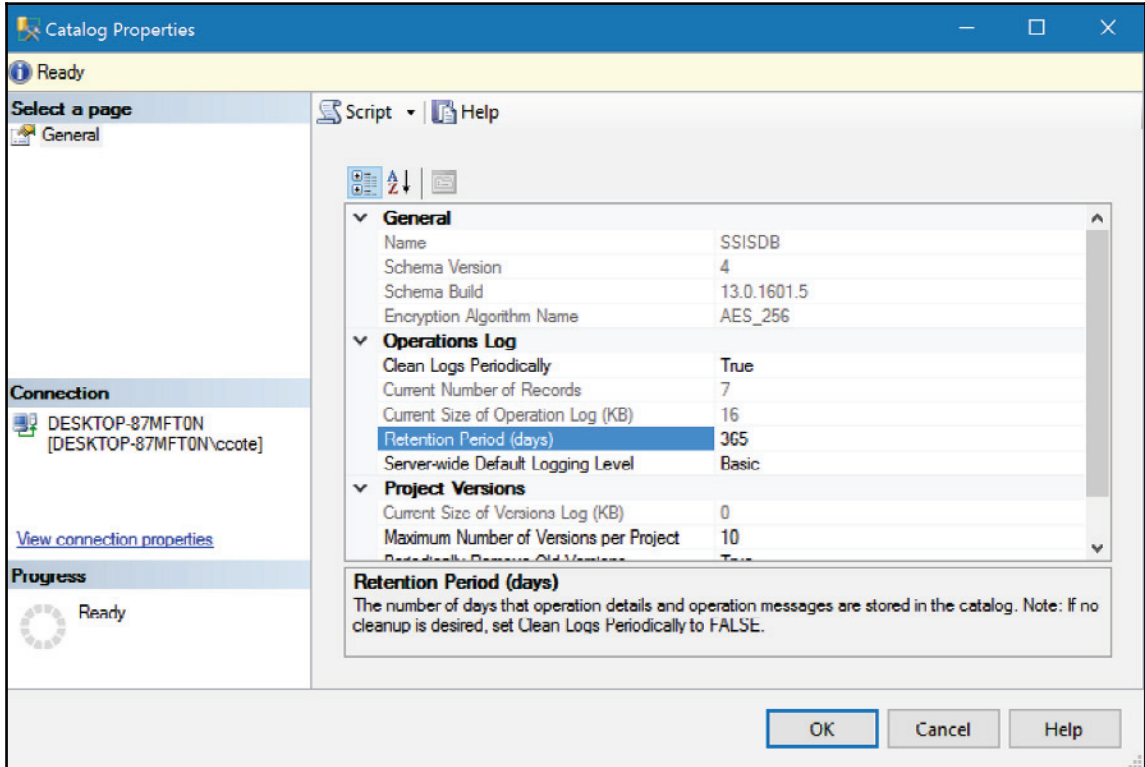 Catalog Properties
Ready
Select a page
General
Connection
DESKTOP-87MFT0N
[DESKTOP-87MFT0N\ccote]
View connection properties
Progress
Ready
Script
Help
General
Name SSISDB
Schema Version 4
Schema Build 13.0.1601.5
Encryption Algorithm Name AES_256
Operations Log
Clean Logs Periodically True
Current Number of Records 7
Current Size of Operation Log (KB) 16
Retention Period (days) 365
Server-wide Default Logging Level Basic
Project Versions
Current Size of Versions Log (KB) 0
Maximum Number of Versions per Project 10
Periodically Remove Old Versions True
Retention Period (days)
The number of days that operation details and operation messages are stored in the catalog. Note: If no
cleanup is desired, set Clean Logs Periodically to FALSE.
OK Cancel Help